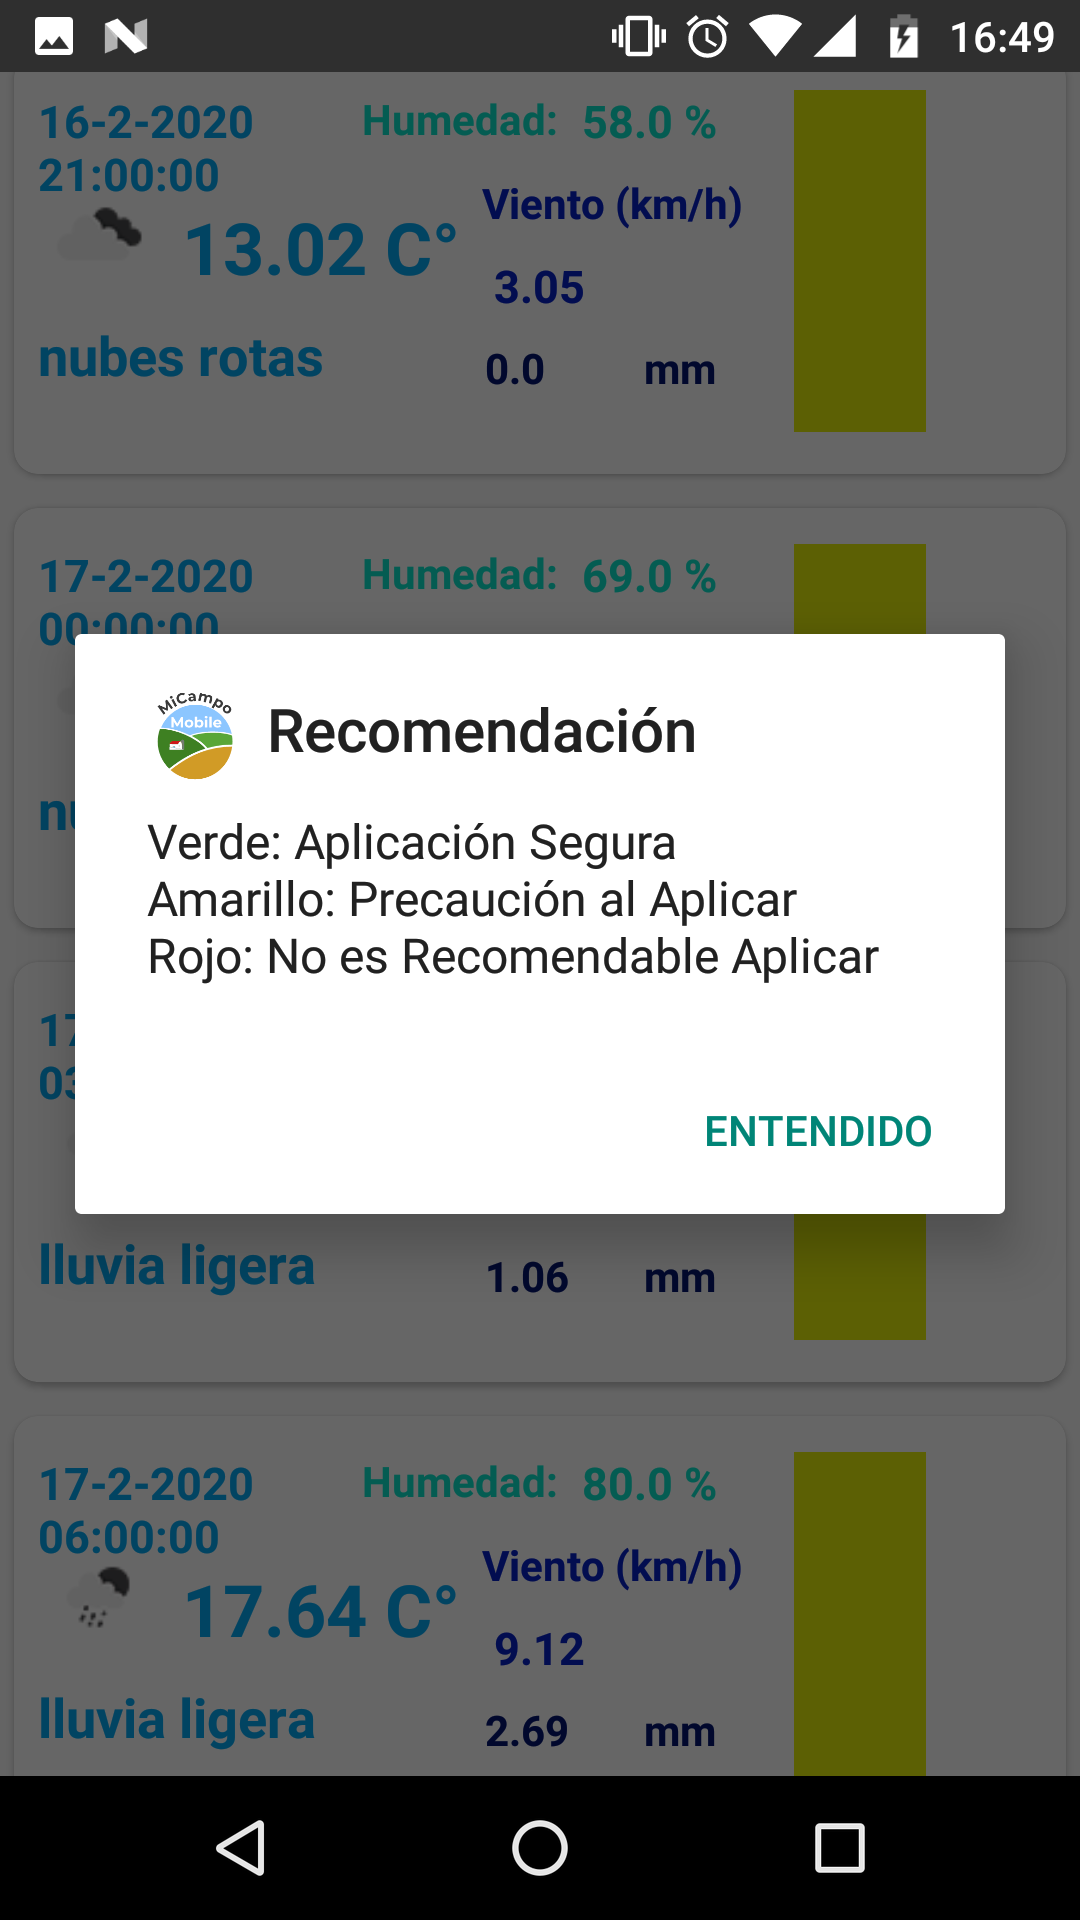 16:49
16-2-2020
21:00:00
Humedad: 58.0 %
Viento (km/h)
13.02 C°
3.05
nubes rotas
0.0 mm
17-2-2020
00:00:00
Humedad: 69.0 %
MiCampo
Mobile
Recomendación
Verde: Aplicación Segura
Amarillo: Precaución al Aplicar
Rojo: No es Recomendable Aplicar
ENTENDIDO
lluvia ligera
1.06 mm
17-2-2020
06:00:00
Humedad: 80.0 %
Viento (km/h)
17.64 C°
9.12
lluvia ligera
2.69 mm